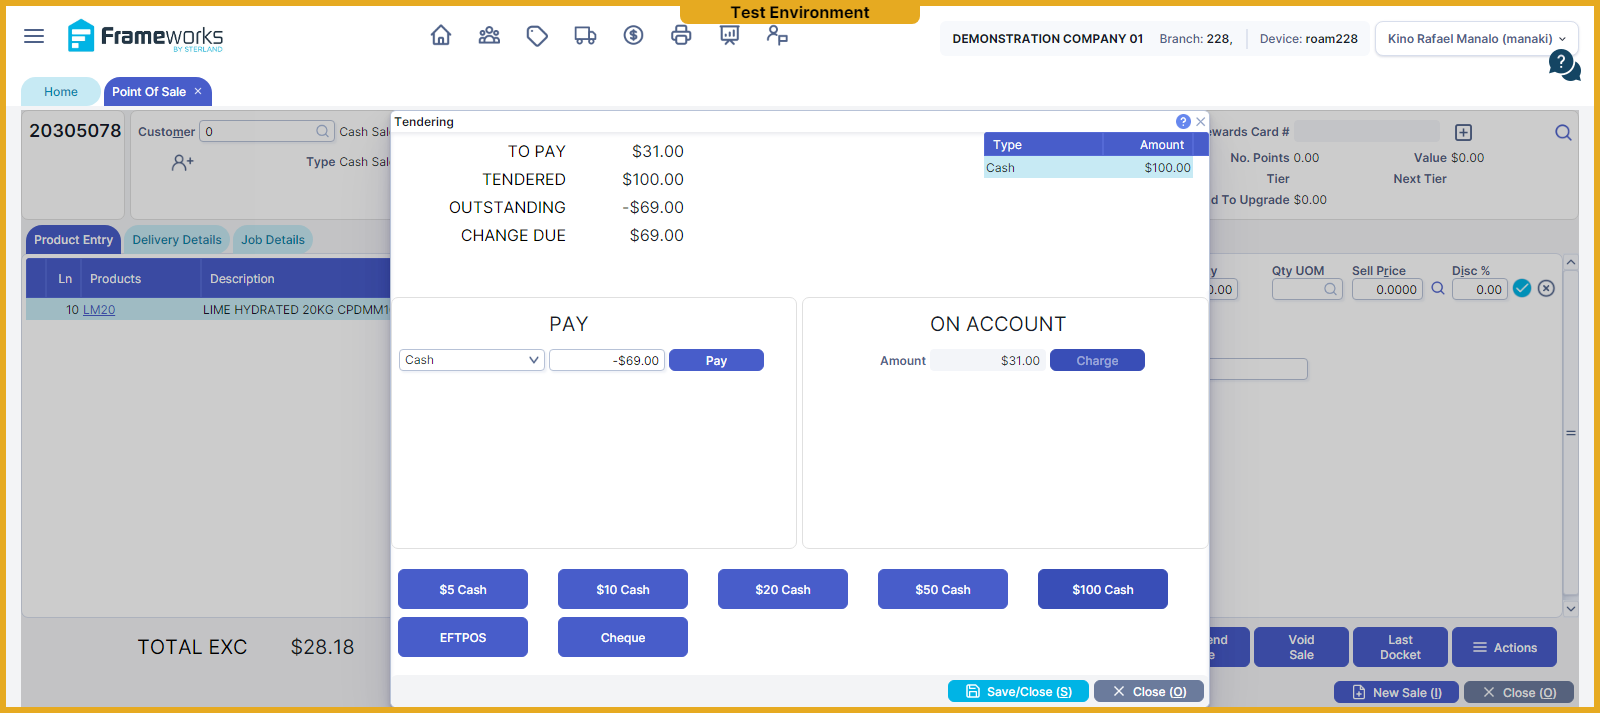 Test Environment
Frameworks
BY STERLAND
DEMONSTRATION COMPANY 01 Branch: 228, Device: roam228 Kino Rafael Manalo (manaki)
?
Home Point Of Sale ×
20305078 Customer 0 Cash Sal
Type Cash Sal
Tendering ?
TO PAY $31.00
TENDERED $100.00
OUTSTANDING -$69.00
CHANGE DUE $69.00
Type Amount
Cash $100.00
wards Card #
No. Points 0.00 Value $0.00
Tier Next Tier
d To Upgrade $0.00
Product Entry Delivery Details Job Details
Ln Products Description
10 LM20 LIME HYDRATED 20KG CPDMM1
y Qty UOM Sell Price Disc %
0.00 0.0000 0.00
PAY
Cash -$69.00 Pay
ON ACCOUNT
Amount $31.00 Charge
$5 Cash $10 Cash $20 Cash $50 Cash $100 Cash
EFTPOS Cheque
TOTAL EXC $28.18
end
e
Void
Sale
Last
Docket
Actions
Save/Close (S) Close (O)
New Sale (I) Close (O)